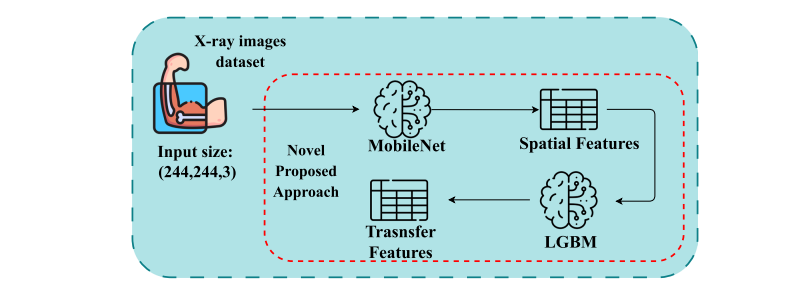 X-ray images
dataset
Input size:
(244,244,3)
Novel
Proposed
Approach
MobileNet
Spatial Features
Trasnsfer
Features
LGBM